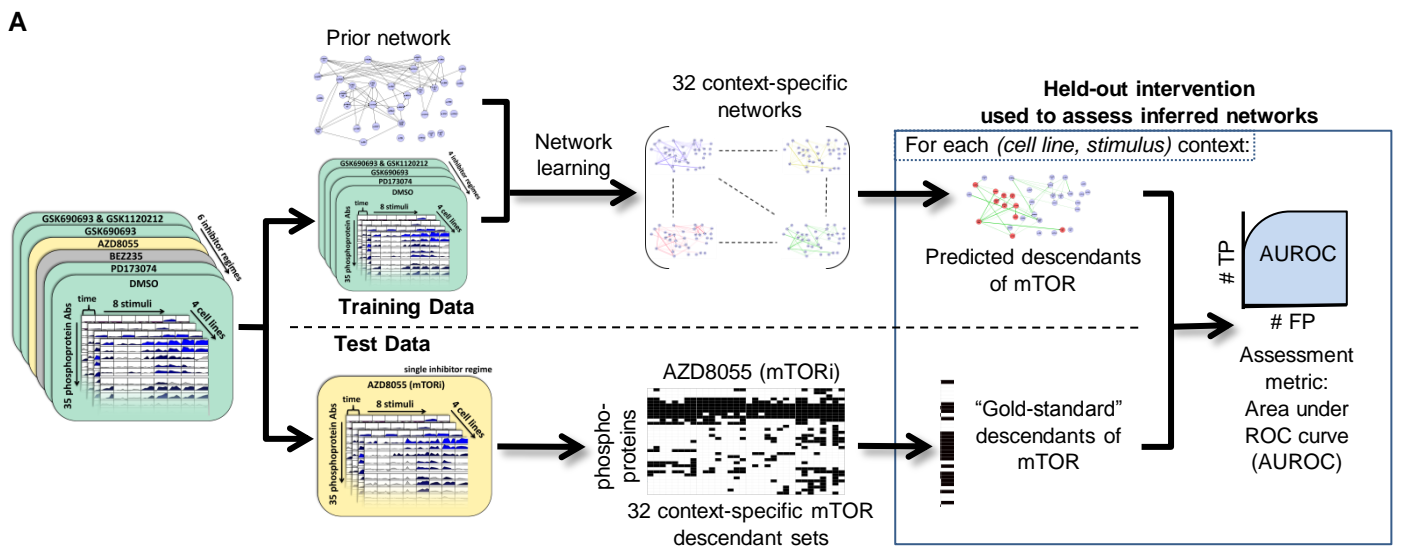 A
Prior network
GSK690693 & GSK1120212
GSK690693
PD173074
DMSO
4 inhibitor regimes
time
8 stimuli
4 cell lines
35 phosphoprotein Abs
Training Data
Network
learning
32 context-specific
networks
Held-out intervention
used to assess inferred networks
For each (cell line, stimulus) context:
Predicted descendants
of mTOR
GSK690693 & GSK1120212
GSK690693
AZD8055
BEZ235
PD173074
DMSO
6 inhibitor regimes
time
8 stimuli
4 cell lines
35 phosphoprotein Abs
Test Data
single inhibitor regime
AZD8055 (mTORi)
time
8 stimuli
4 cell lines
35 phosphoprotein Abs
AZD8055 (mTORi)
phospho-
proteins
32 context-specific mTOR
descendant sets
“Gold-standard”
descendants of
mTOR
# TP
AUROC
# FP
Assessment
metric:
Area under
ROC curve
(AUROC)